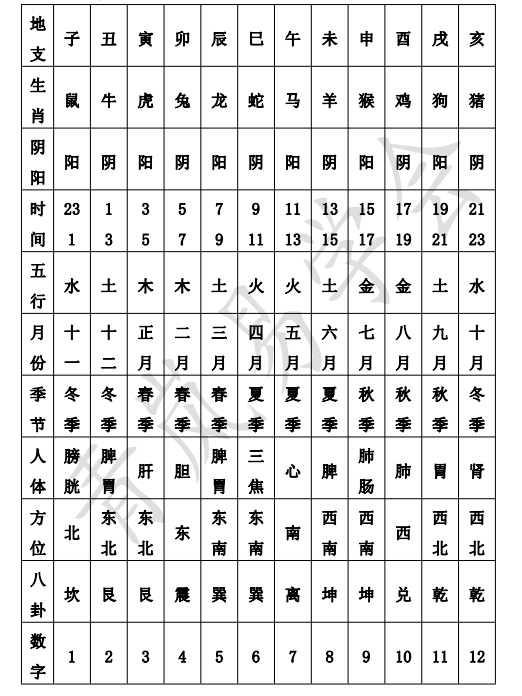 地支 子 丑 寅 卯 辰 巳 午 未 申 酉 戌 亥
生肖 鼠 牛 虎 兔 龙 蛇 马 羊 猴 鸡 狗 猪
阴阳 阳 阴 阳 阴 阳 阴 阳 阴 阳 阴 阳 阴
时间 23 1 1 3 3 5 5 7 7 9 9 11 11 13 13 15 15 17 17 19 19 21 21 23
五行 水 土 木 木 土 火 火 土 金 金 土 水
月份 十一 十二 正月 二月 三月 四月 五月 六月 七月 八月 九月 十月
季节 冬季 冬季 春季 春季 春季 夏季 夏季 夏季 秋季 秋季 秋季 冬季
人体 膀胱 脾胃 肝 胆 脾胃 三焦 心 脾 肺肠 肺 胃 肾
方位 北 东北 东北 东 东南 东南 南 西南 西南 西 西北 西北
八卦 坎 艮 艮 震 巽 巽 离 坤 坤 兑 乾 乾
数字 1 2 3 4 5 6 7 8 9 10 11 12
青岚易学会